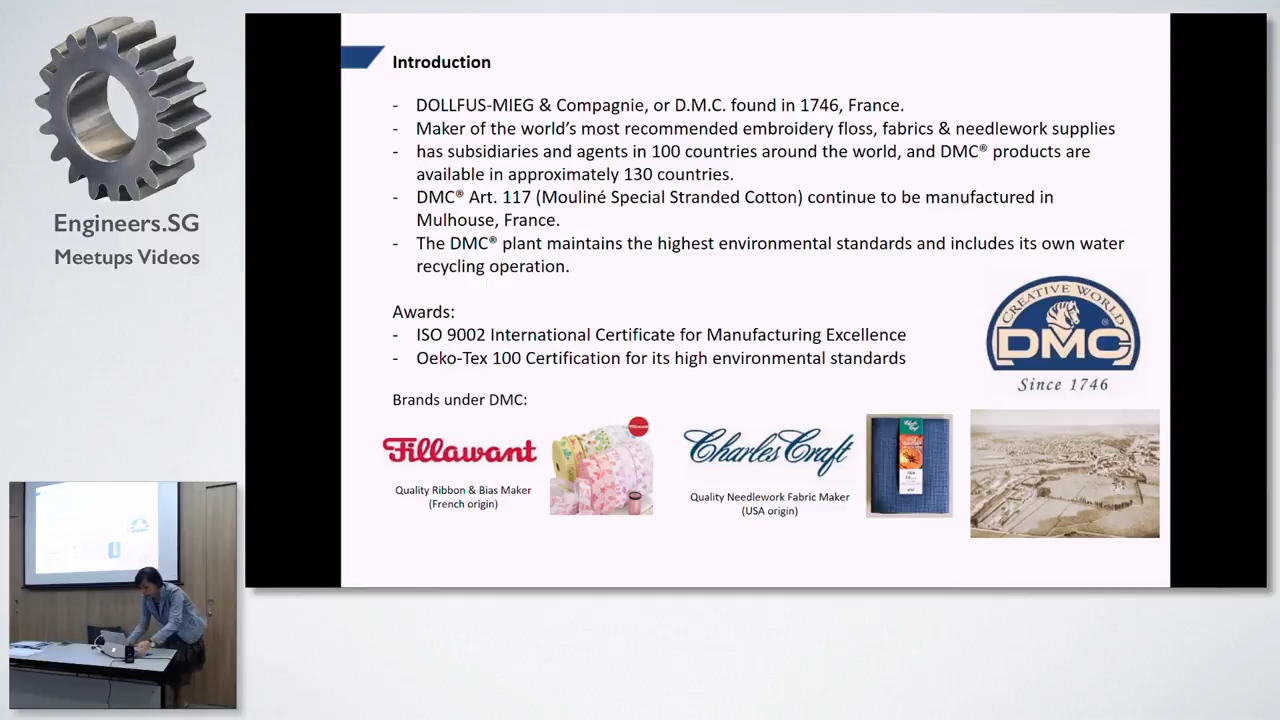 Engineers.SG
Meetups Videos
Introduction
- DOLLFUS-MIEG & Compagnie, or D.M.C. found in 1746, France.
- Maker of the world's most recommended embroidery floss, fabrics & needlework supplies
- has subsidiaries and agents in 100 countries around the world, and DMC® products are
available in approximately 130 countries.
- DMC® Art. 117 (Mouliné Special Stranded Cotton) continue to be manufactured in
Mulhouse, France.
- The DMC® plant maintains the highest environmental standards and includes its own water
recycling operation.
Awards:
- ISO 9002 International Certificate for Manufacturing Excellence
- Oeko-Tex 100 Certification for its high environmental standards
CREATIVE WORLD
DMC®
Since 1746
Brands under DMC:
Fillawant
Quality Ribbon & Bias Maker
(French origin)
Charles Craft
Quality Needlework Fabric Maker
(USA origin)
Charles Craft